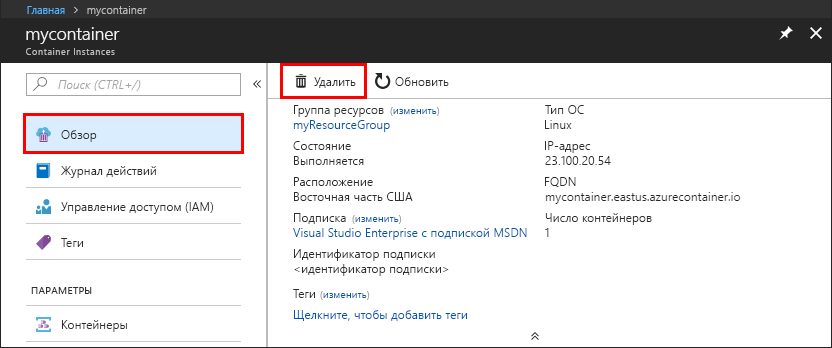 Главная > mycontainer
mycontainer
Container Instances
Поиск (CTRL+/)
«
Обзор
Журнал действий
Управление доступом (IAM)
Теги
ПАРАМЕТРЫ
Контейнеры
Удалить
Обновить
Группа ресурсов (изменить)
myResourceGroup
Состояние
Выполняется
Расположение
Восточная часть США
Подписка (изменить)
Visual Studio Enterprise с подпиской MSDN
Идентификатор подписки
<идентификатор подписки>
Теги (изменить)
Щелкните, чтобы добавить теги
Тип ОС
Linux
IP-адрес
23.100.20.54
FQDN
mycontainer.eastus.azurecontainer.io
Число контейнеров
1